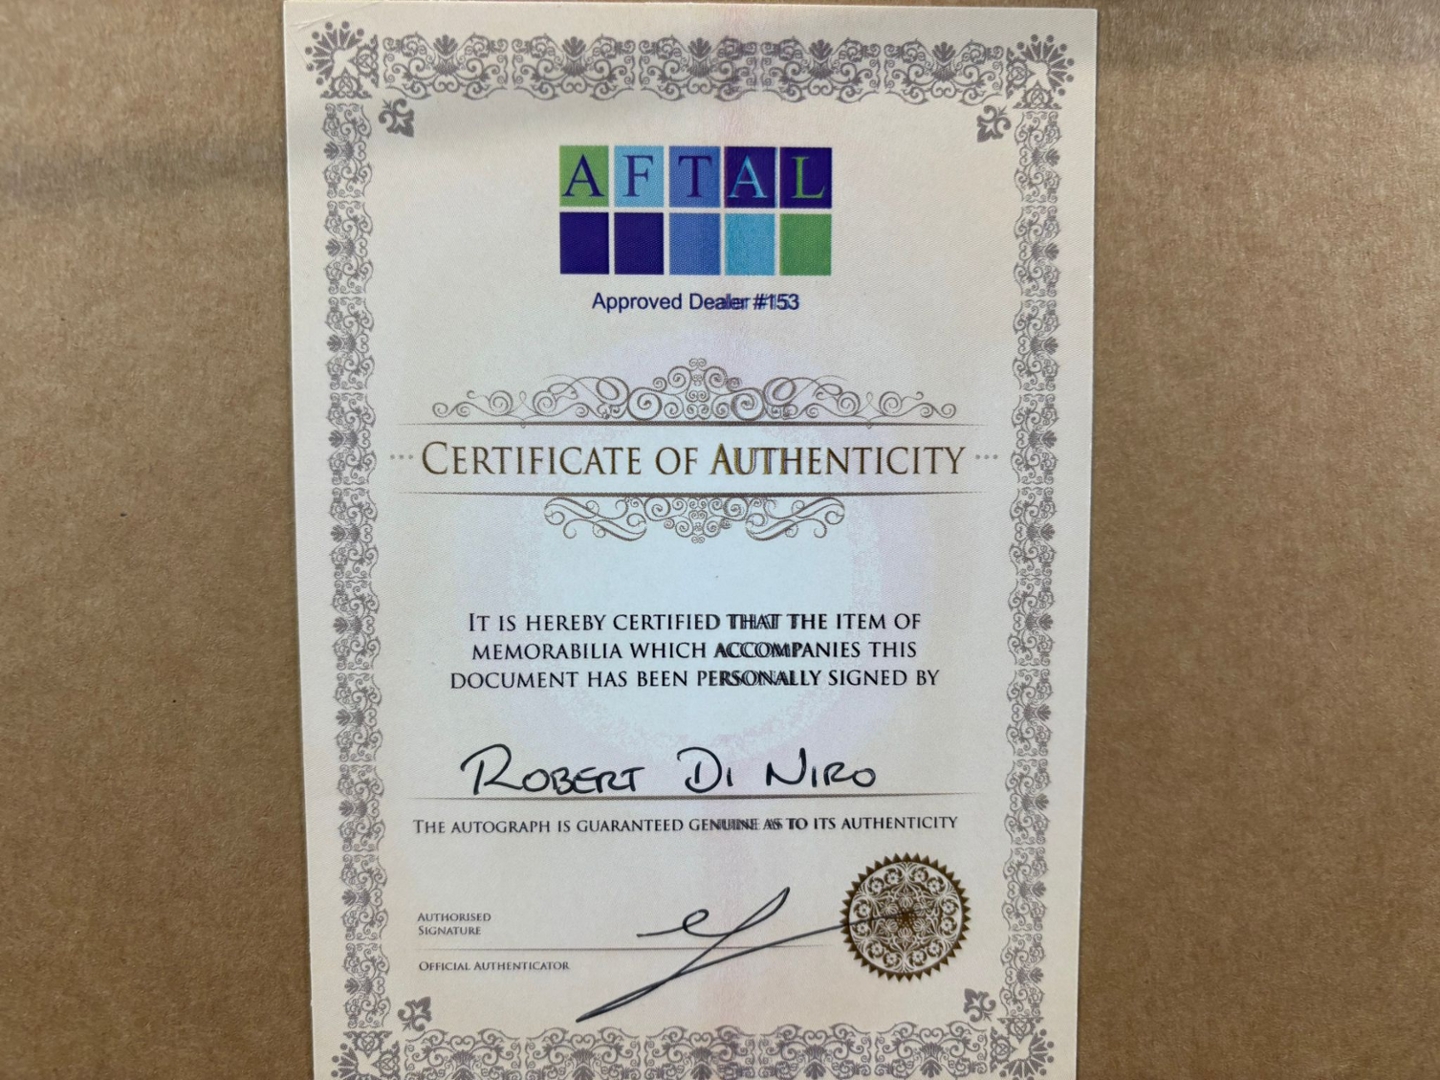 AFTAL
Approved Dealer #153
CERTIFICATE OF AUTHENTICITY
IT IS HEREBY CERTIFIED THAT THE ITEM OF
MEMORABILIA WHICH ACCOMPANIES THIS
DOCUMENT HAS BEEN PERSONALLY SIGNED BY
ROBERT DI NIRO
THE AUTOGRAPH IS GUARANTEED GENUINE AS TO ITS AUTHENTICITY
AUTHORISED
SIGNATURE
OFFICIAL AUTHENTICATOR